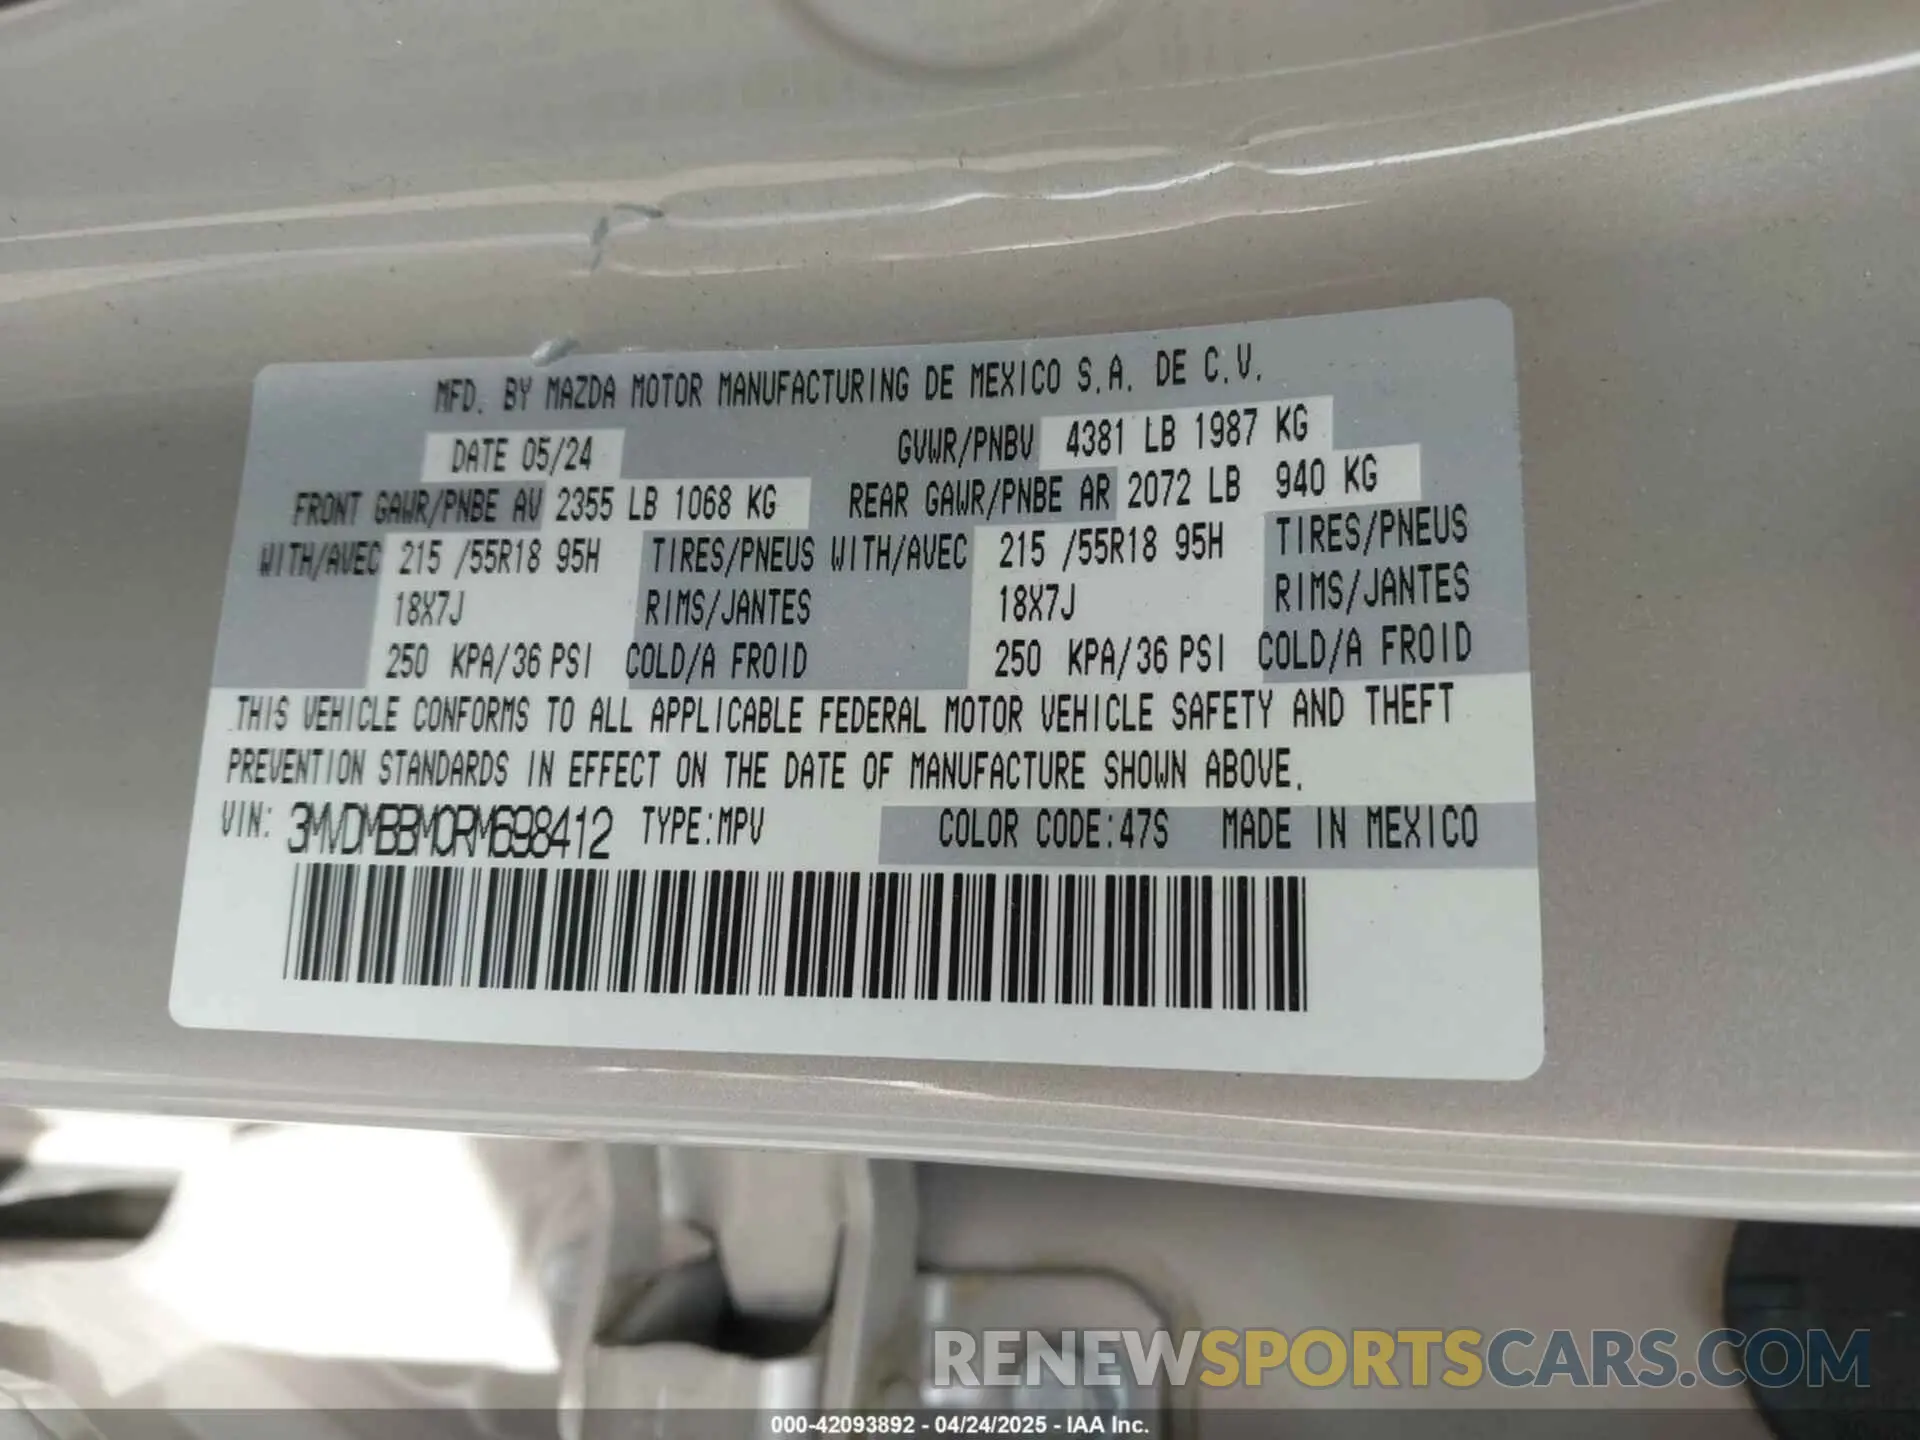 MFD. BY MAZDA MOTOR MANUFACTURING DE MEXICO S.A. DE C.V.
DATE 05/24 GVWR/PNBV 4381 LB 1987 KG
FRONT GAWR/PNBE AV 2355 LB 1068 KG REAR GAWR/PNBE AR 2072 LB 940 KG
WITH/AVEC 215 /55R18 95H TIRES/PNEUS WITH/AVEC 215 /55R18 95H TIRES/PNEUS
18X7J RIMS/JANTES 18X7J RIMS/JANTES
250 KPA/36 PSI COLD/A FROID 250 KPA/36 PSI COLD/A FROID
THIS VEHICLE CONFORMS TO ALL APPLICABLE FEDERAL MOTOR VEHICLE SAFETY AND THEFT
PREVENTION STANDARDS IN EFFECT ON THE DATE OF MANUFACTURE SHOWN ABOVE.
VIN: 3MVDMBBM0RM698412 TYPE:MPV COLOR CODE:47S MADE IN MEXICO
RENEWSPORTSCARS.COM
000-42093892 - 04/24/2025 - IAA Inc.